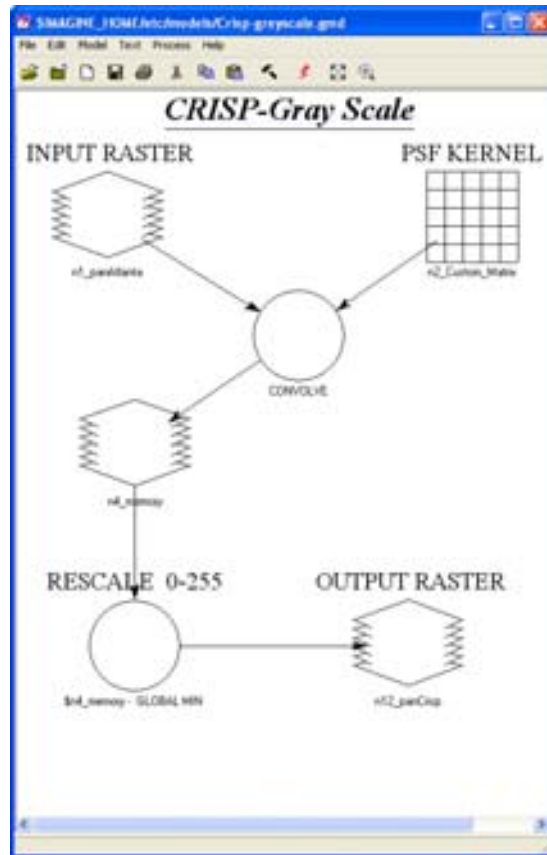 $IMAGINE_HOME/etc/models/Crisp-greyscale.gmd
File Edit Model Text Process Help
CRISP-Gray Scale
INPUT RASTER
PSF KERNEL
n2_Custom_Matrix
CONVOLVE
n4_memory
RESCALE 0-255
OUTPUT RASTER
$n4_memory - GLOBAL MIN
n12_panCrisp